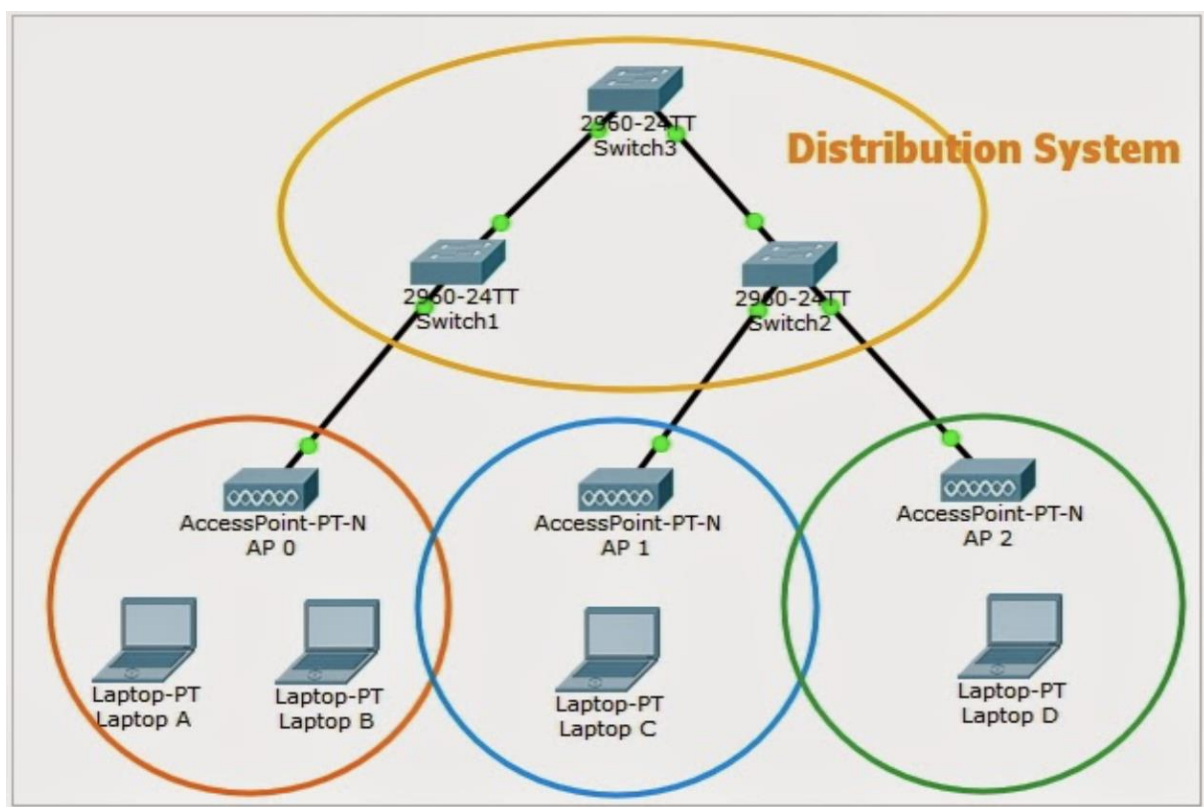 2960-24TT
Switch3
Distribution System
2960-24TT
Switch1
2960-24TT
Switch2
AccessPoint-PT-N
AP 0
AccessPoint-PT-N
AP 1
AccessPoint-PT-N
AP 2
Laptop-PT
Laptop A
Laptop-PT
Laptop B
Laptop-PT
Laptop C
Laptop-PT
Laptop D